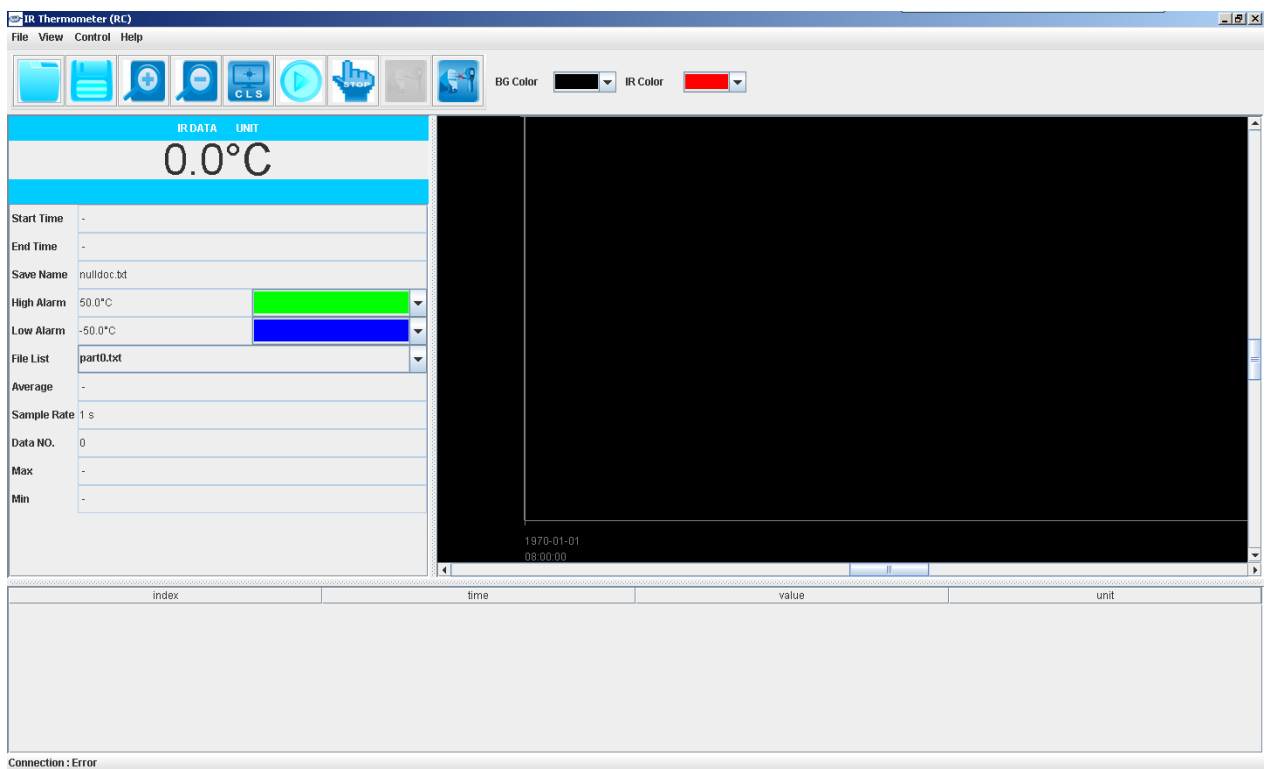 IR Thermometer (RC)
File View Control Help
CLS
STOP
BG Color
IR Color
IR DATA UNIT
0.0°C
Start Time -
End Time -
Save Name nulldoc.txt
High Alarm 50.0°C
Low Alarm -50.0°C
File List part0.txt
Average -
Sample Rate 1 s
Data NO. 0
Max -
Min -
1970-01-01
08:00:00
index time value unit
Connection : Error